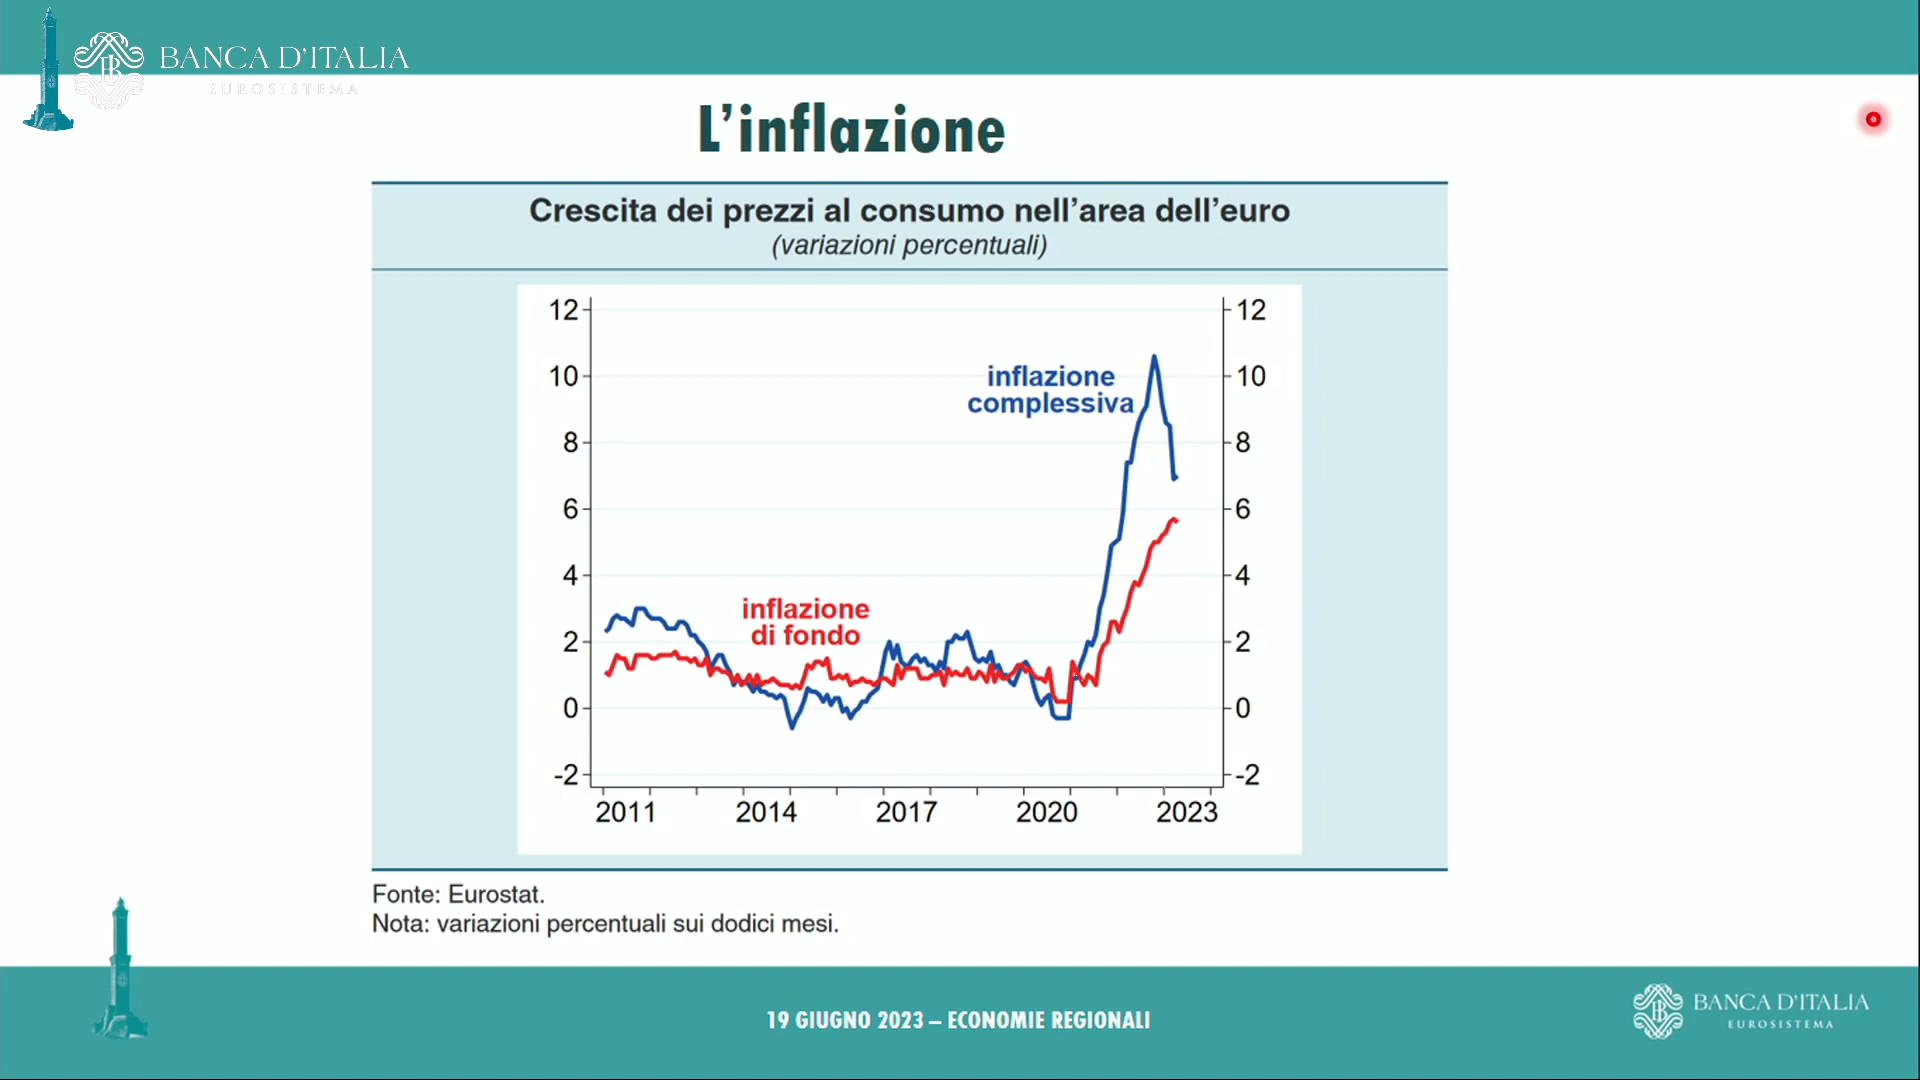 BANCA D'ITALIA
EUROSISTEMA
L'inflazione
Crescita dei prezzi al consumo nell'area dell'euro
(variazioni percentuali)
12
12
10
10
8
8
6
6
4
4
2
2
0
0
-2
-2
inflazione
complessiva
inflazione
di fondo
2011
2014
2017
2020
2023
Fonte: Eurostat.
Nota: variazioni percentuali sui dodici mesi.
19 GIUGNO 2023 – ECONOMIE REGIONALI
BANCA D'ITALIA
EUROSISTEMA